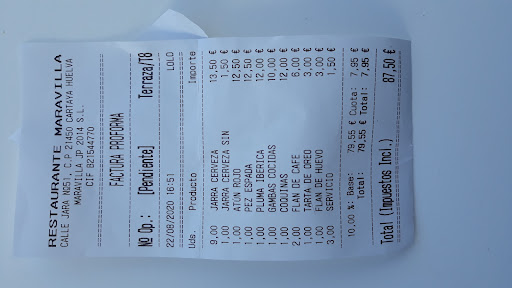 RESTAURANTE MARAVILLA
CALLE JARA Nº51, C.P 21450 CARTAYA HUELVA
MARAVILLA JP 2014 S.L.
CIF B21544770
FACTURA PROFORMA
Nº Op.: [Pendiente] Terraza/T8
22/08/2020 16:51 LOLO
Uds. Producto Importe
9,00 JARRA CERVEZA 13,50 €
1,00 JARRA CERVEZA SIN 1,50 €
1,00 ATUN ROJO 12,50 €
1,00 PEZ ESPADA 12,50 €
1,00 PLUMA IBERICA 12,00 €
1,00 GAMBAS COCIDAS 10,00 €
1,00 COQUINAS 12,00 €
2,00 FLAN DE CAFE 6,00 €
1,00 TARTA DE OREO 3,00 €
1,00 FLAN DE HUEVO 3,00 €
3,00 SERVICIO 1,50 €
10,00 %: Base: 79,55 € Cuota: 7,95 €
Total: 79,55 € Total: 7,95 €
Total (Impuestos Incl.) 87,50 €